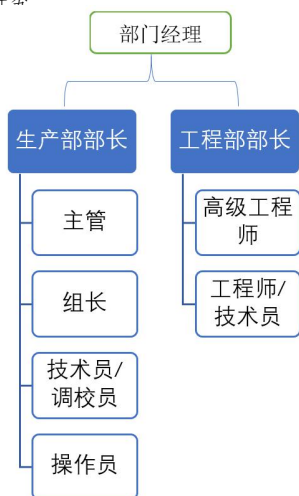 部门经理
生产部部长
工程部部长
主管
高级工程
师
组长
工程师/
技术员
技术员/
调校员
操作员